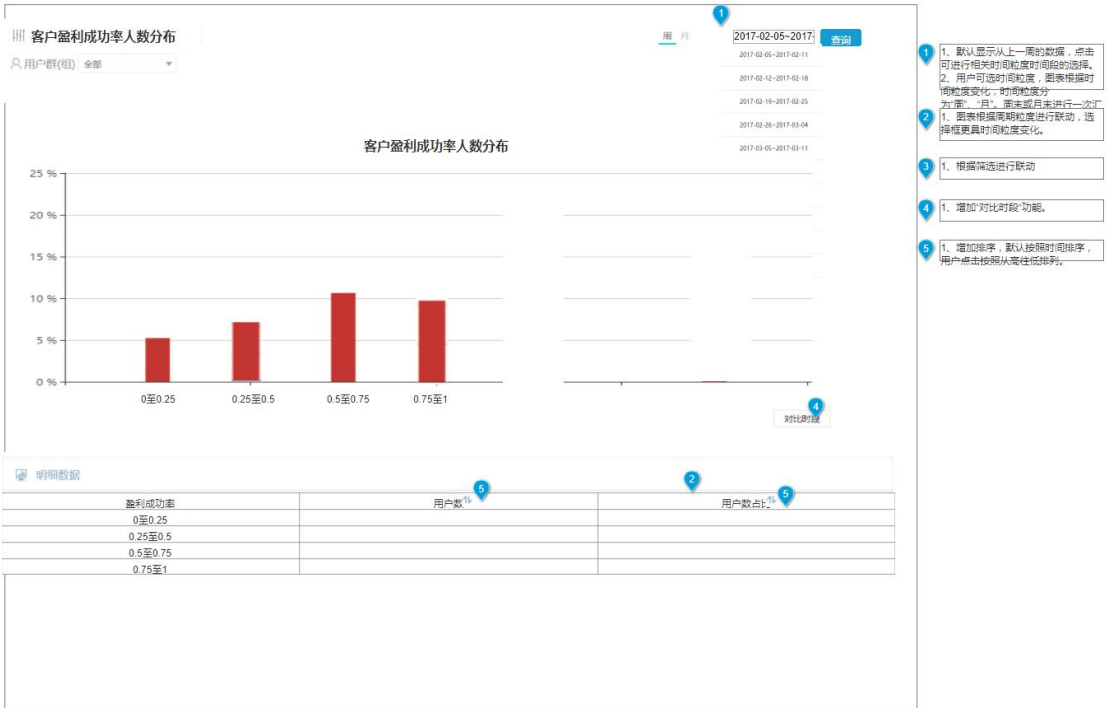 客户盈利成功率人数分布
周 月
2017-02-05~2017-
查询
用户群(组) 全部
2017-02-05~2017-02-11
2017-02-12~2017-02-18
2017-02-19~2017-02-25
2017-02-26~2017-03-04
2017-03-05~2017-03-11
1
客户盈利成功率人数分布
25 %
20 %
15 %
10 %
5 %
0 %
0至0.25
0.25至0.5
0.5至0.75
0.75至1
4
对比时段
明细数据
5
2
5
盈利成功率 用户数 用户数占比
0至0.25
0.25至0.5
0.5至0.75
0.75至1
1
1、默认显示从上一周的数据，点击
可进行相关时间粒度时间段的选择。
2、用户可选时间粒度，图表根据时
间粒度变化，时间粒度分
为“周”、“月”。周末或月末进行一次汇
2
1、图表根据周期粒度进行联动，选
择框更具时间粒度变化。
3
1、根据筛选进行联动
4
1、增加“对比时段”功能。
5
1、增加排序，默认按照时间排序，
用户点击按照从高往低排列。